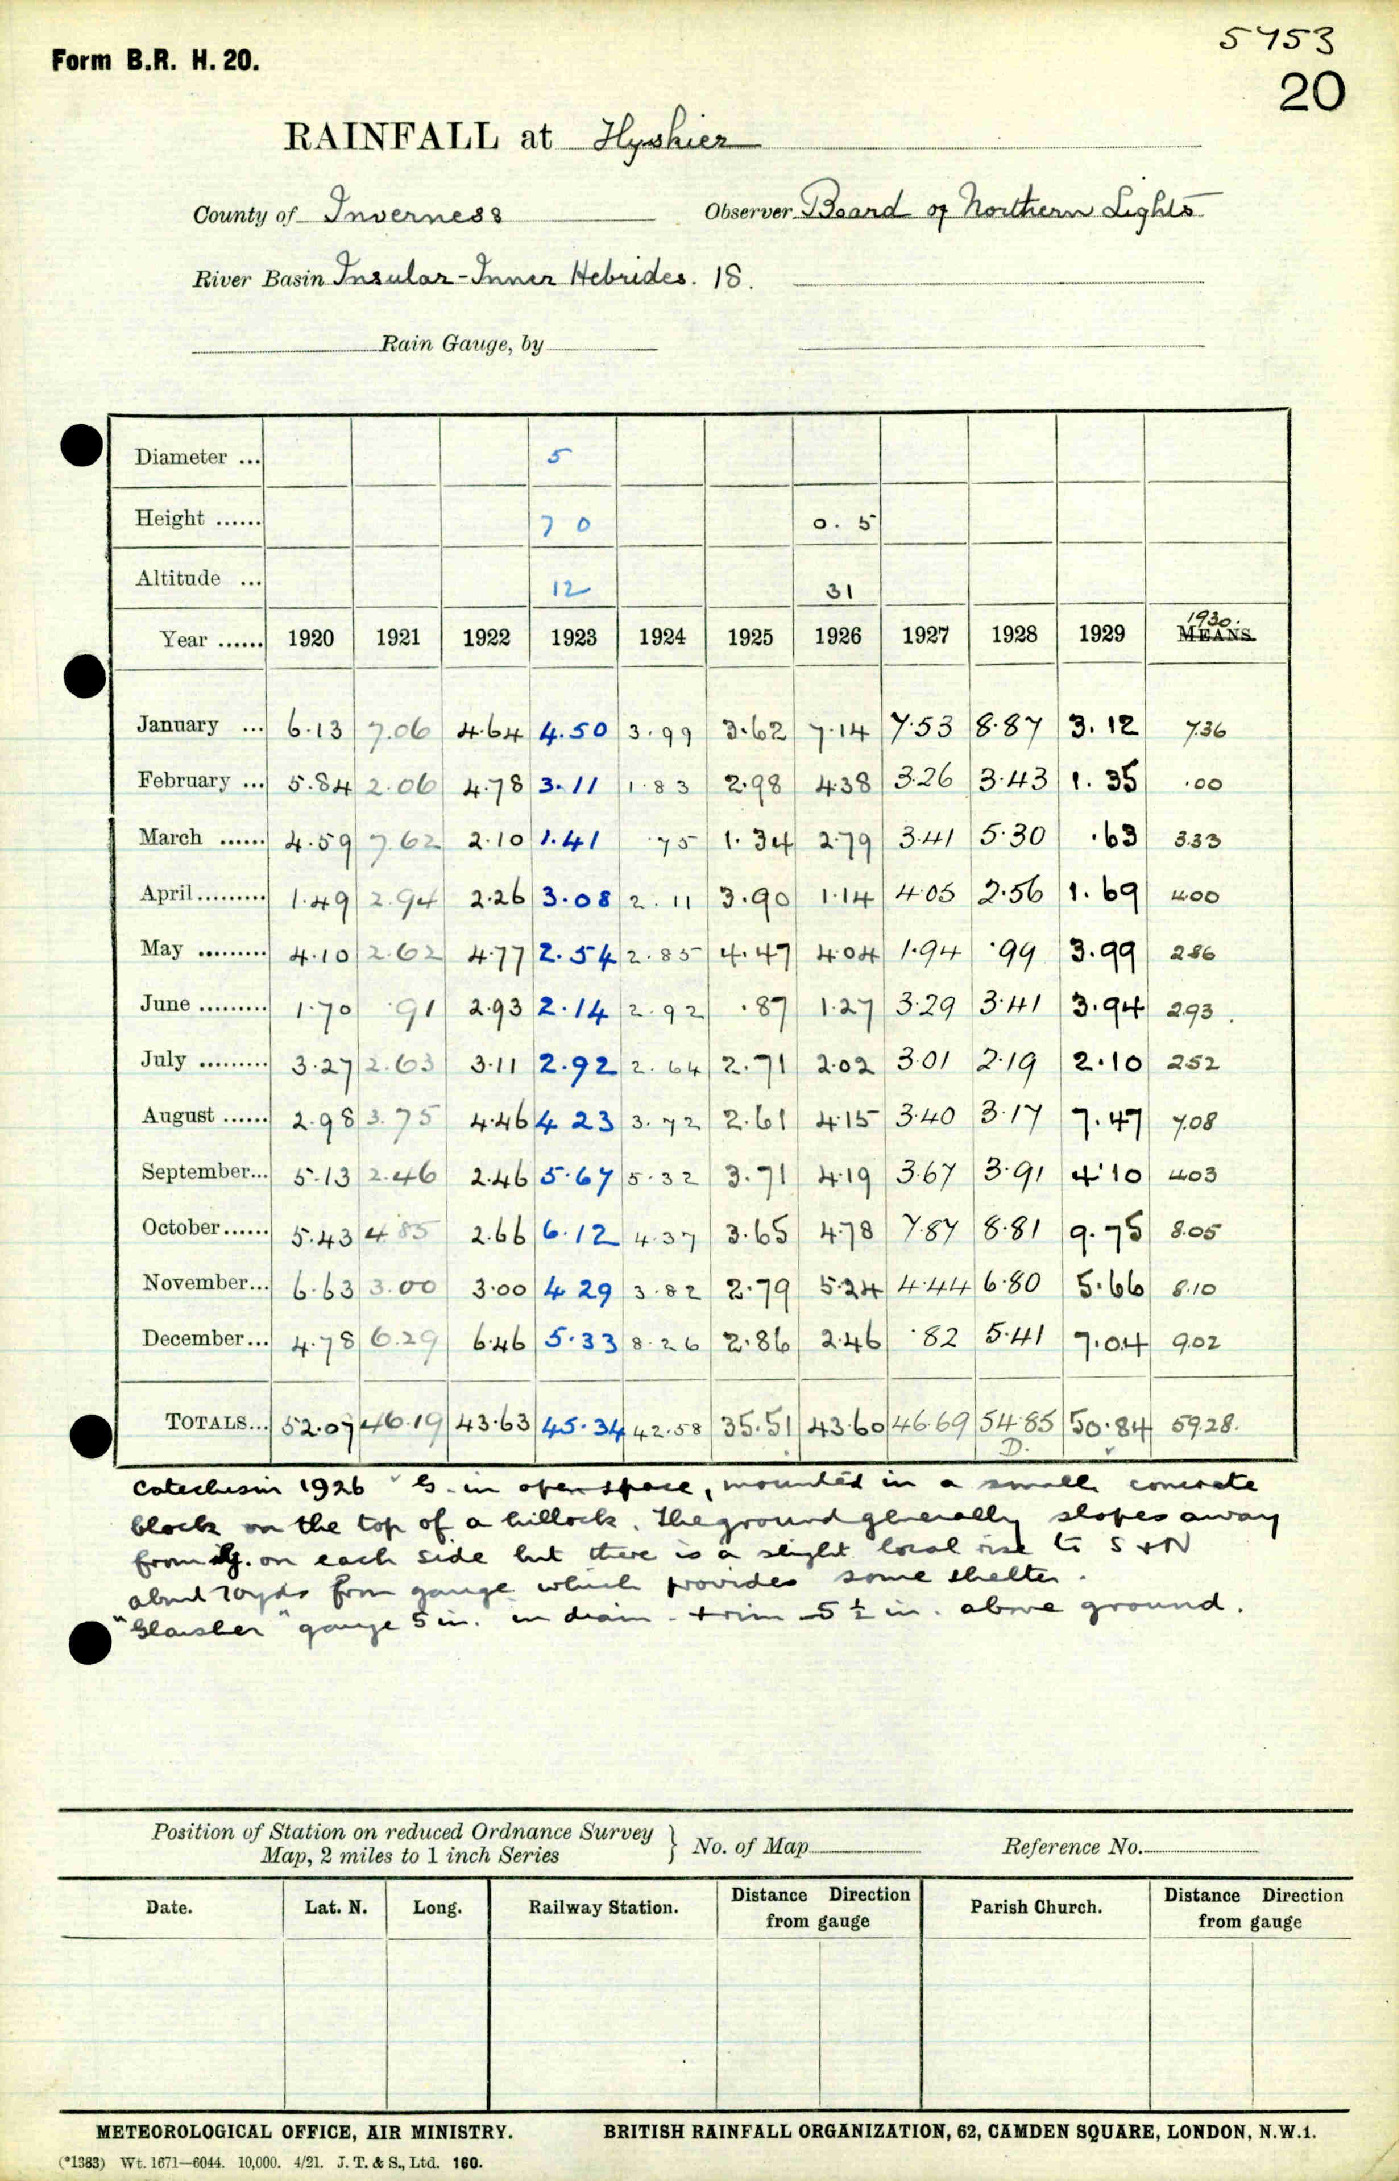 5753
Form B.R. H. 20.
20
RAINFALL at Hyskier
County of Inverness Observer Board of Northern Lights
River Basin Insular-Inner Hebrides. 18.
Rain Gauge, by
Diameter ... 5
Height ...... 7 0 0. 5
Altitude ... 12 31
Year ...... 1920 1921 1922 1923 1924 1925 1926 1927 1928 1929 1930. MEANS
January ... 6.13 7.06 4.64 4.50 3.99 3.62 7.14 7.53 8.87 3.12 7.36
February ... 5.84 2.06 4.78 3.11 1.83 2.98 4.38 3.26 3.43 1.35 .00
March ...... 4.59 7.62 2.10 1.41 .75 1.34 2.79 3.41 5.30 .63 3.33
April ......... 1.49 2.94 2.26 3.08 2.11 3.90 1.14 4.05 2.56 1.69 4.00
May ......... 4.10 2.62 4.77 2.54 2.85 4.47 4.04 1.94 .99 3.99 2.86
June ......... 1.70 .91 2.93 2.14 2.92 .87 1.27 3.29 3.41 3.94 2.93
July ......... 3.27 2.63 3.11 2.92 2.64 2.71 2.02 3.01 2.19 2.10 2.52
August ...... 2.98 3.75 4.46 4 23 3.72 2.61 4.15 3.40 3.17 7.47 7.08
September... 5.13 2.46 2.46 5.67 5.32 3.71 4.19 3.67 3.91 4.10 4.03
October ...... 5.43 4.85 2.66 6.12 4.37 3.65 4.78 7.87 8.81 9.75 8.05
November... 6.63 3.00 3.00 4 29 3.82 2.79 5.24 4.44 6.80 5.66 8.10
December... 4.78 6.29 6.46 5.33 8.26 2.86 2.46 .82 5.41 7.04 9.02
TOTALS... 52.07 46.19 43.63 45.34 42.58 35.51 43.60 46.69 54.85 50.84 59.28.
D.
1926 G. in open space, mounted in a small concrete
block on the top of a hillock. The ground generally slopes away
from g. on each side but there is a slight local rise to S & N
about 70yds from gauge which provides some shelter.
"Glaisher" gauge 5 in. in diam - rim 5½ in. above ground.
Position of Station on reduced Ordnance Survey
Map, 2 miles to 1 inch Series } No. of Map Reference No.
Date. Lat. N. Long. Railway Station. Distance Direction from gauge Parish Church. Distance Direction from gauge
METEOROLOGICAL OFFICE, AIR MINISTRY. BRITISH RAINFALL ORGANIZATION, 62, CAMDEN SQUARE, LONDON, N.W.1.
(*1383) Wt. 1671—6044. 10,000. 4/21. J. T. & S., Ltd. 160.